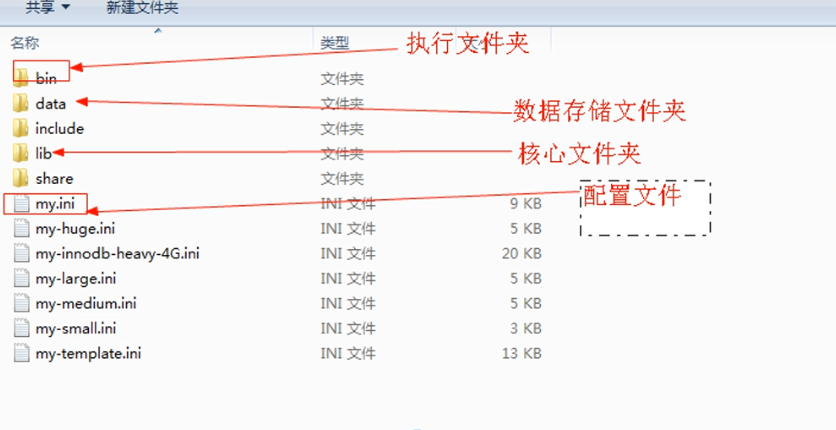 共享 新建文件夹
名称 类型 执行文件夹
bin 文件夹
data 文件夹 数据存储文件夹
include 文件夹
lib 文件夹 核心文件夹
share 文件夹
my.ini INI 文件 9 KB 配置文件
my-huge.ini INI 文件 5 KB
my-innodb-heavy-4G.ini INI 文件 20 KB
my-large.ini INI 文件 5 KB
my-medium.ini INI 文件 5 KB
my-small.ini INI 文件 3 KB
my-template.ini INI 文件 13 KB